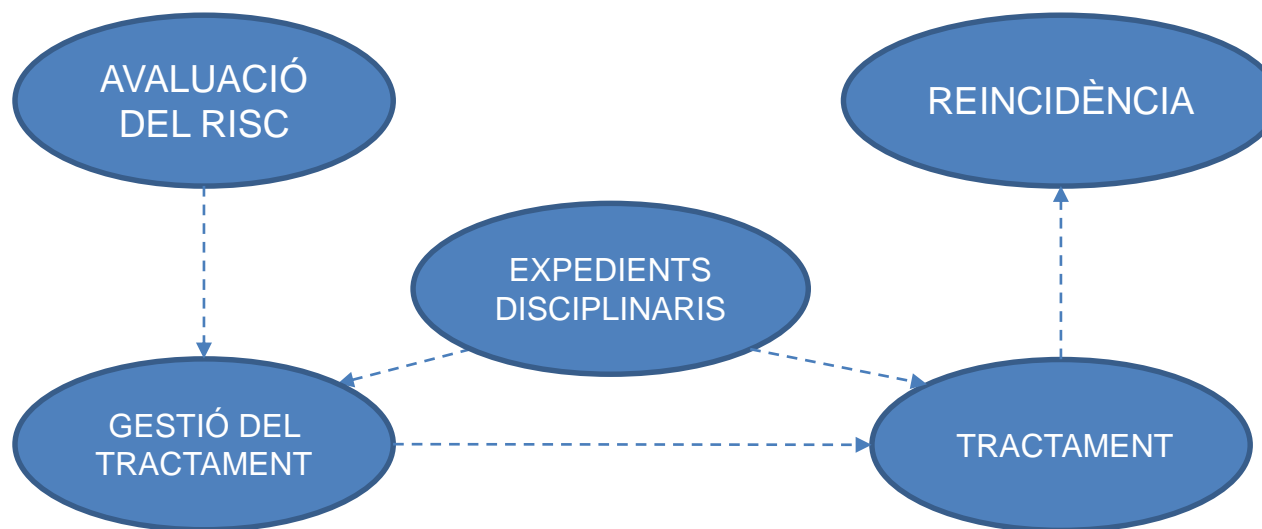 AVALUACIÓ
DEL RISC
REINCIDÈNCIA
EXPEDIENTS
DISCIPLINARIS
GESTIÓ DEL
TRACTAMENT
TRACTAMENT